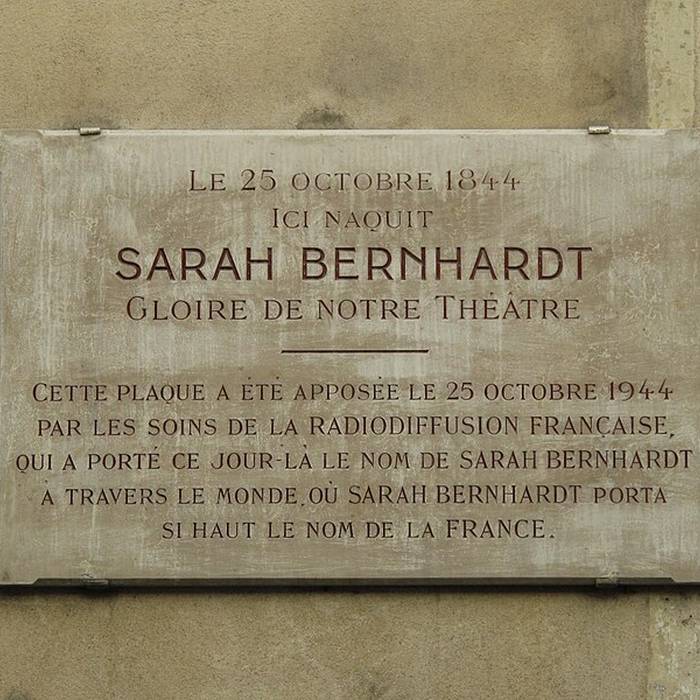 LE 25 OCTOBRE 1844
ICI NAQUIT
SARAH BERNHARDT
GLOIRE DE NOTRE THÉÂTRE
CETTE PLAQUE A ÉTÉ APPOSÉE LE 25 OCTOBRE 1944
PAR LES SOINS DE LA RADIODIFFUSION FRANÇAISE,
QUI A PORTÉ CE JOUR-LÀ LE NOM DE SARAH BERNHARDT
À TRAVERS LE MONDE, OÙ SARAH BERNHARDT PORTA
SI HAUT LE NOM DE LA FRANCE.